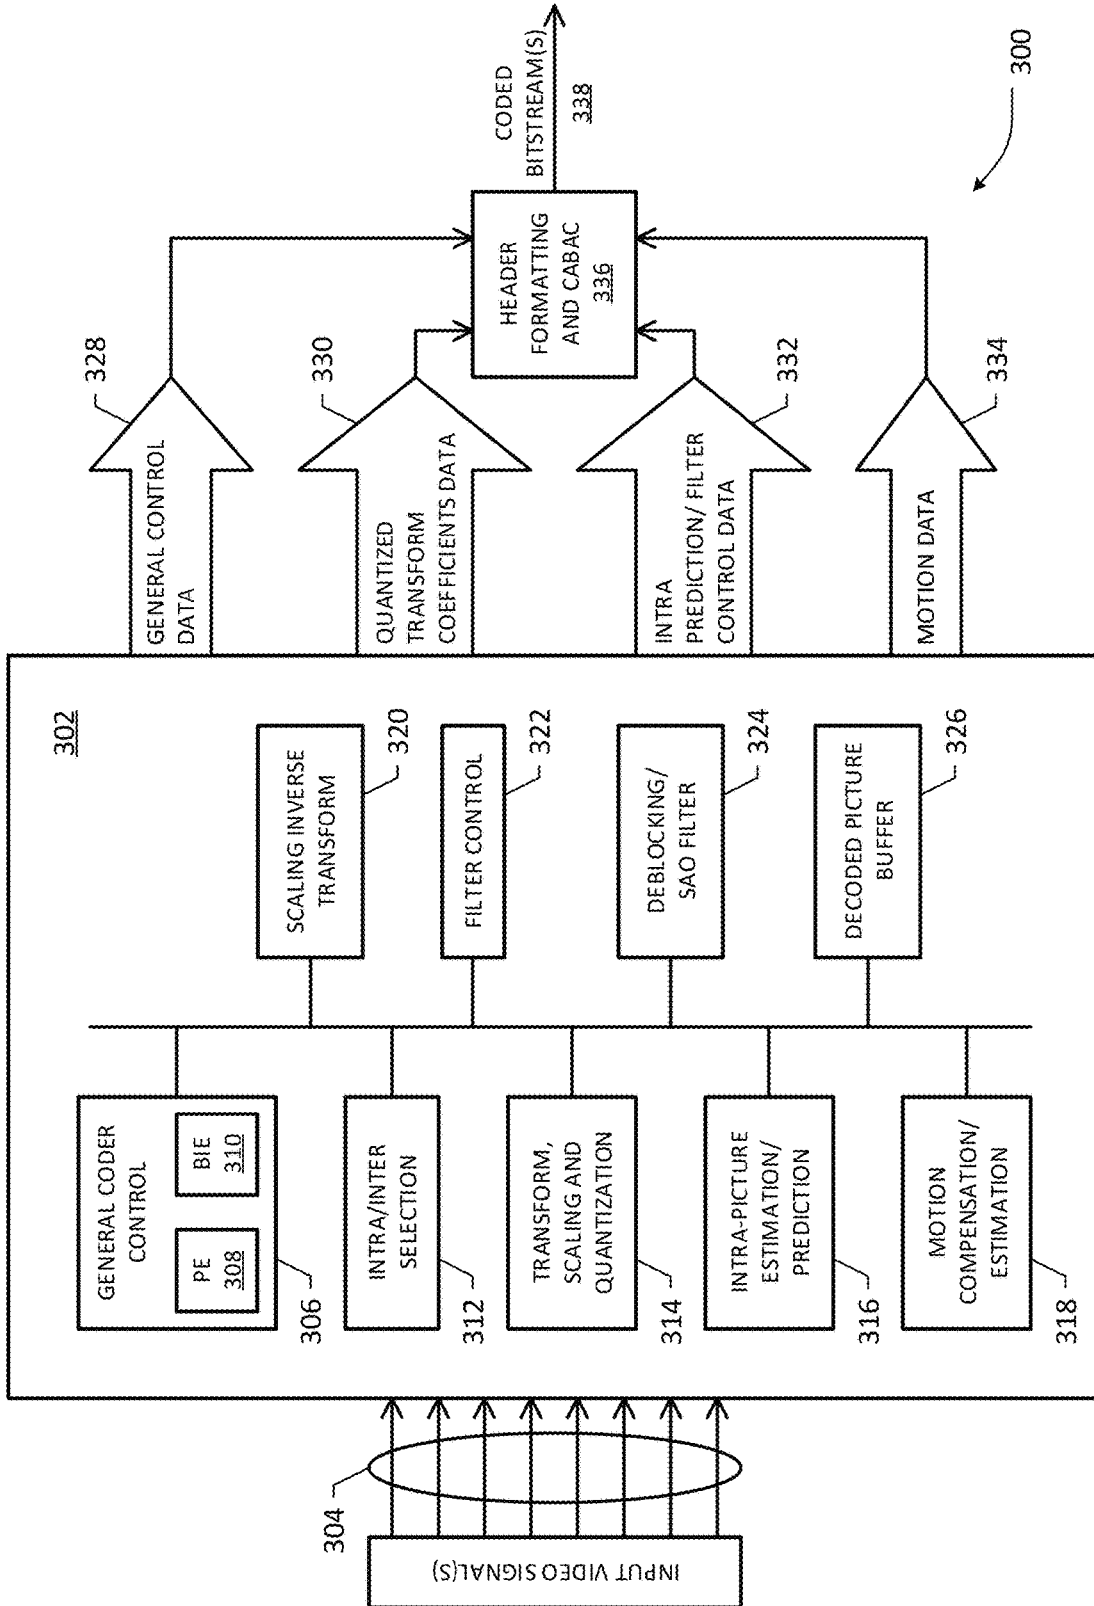 INPUT VIDEO SIGNAL(S)
304
302
GENERAL CODER
CONTROL
PE
308
BIE
310
306
INTRA/INTER
SELECTION
312
TRANSFORM,
SCALING AND
QUANTIZATION
314
INTRA-PICTURE
ESTIMATION/
PREDICTION
316
MOTION
COMPENSATION/
ESTIMATION
318
SCALING INVERSE
TRANSFORM
320
FILTER CONTROL
322
DEBLOCKING/
SAO FILTER
324
DECODED PICTURE
BUFFER
326
GENERAL CONTROL
DATA
328
QUANTIZED
TRANSFORM
COEFFICIENTS DATA
330
INTRA
PREDICTION/ FILTER
CONTROL DATA
332
MOTION DATA
334
HEADER
FORMATTING
AND CABAC
336
CODED
BITSTREAM(S)
338
300